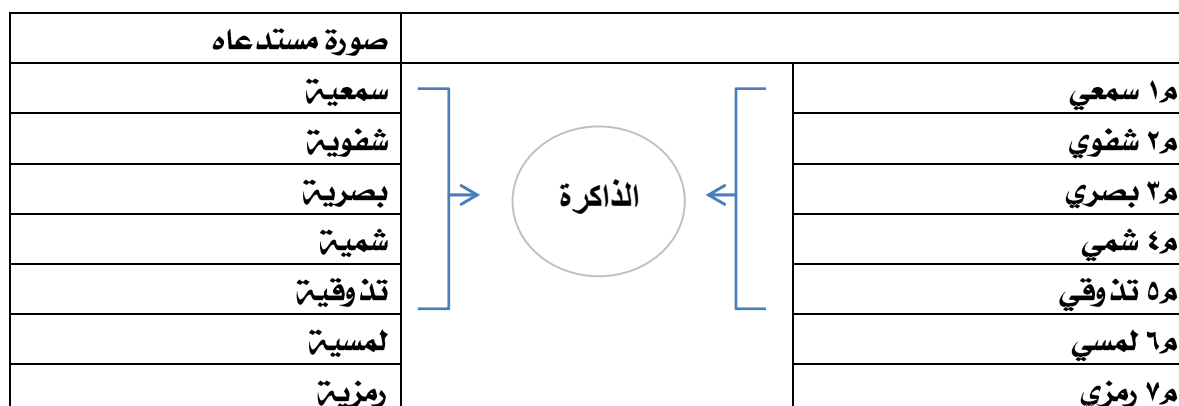 صورة مستدعاه
م١ سمعي
سمعية
م٢ شفوي
شفوية
م٣ بصري
الذاكرة
بصرية
م٤ شمي
شمية
م٥ تذوقي
تذوقية
م٦ لمسي
لمسية
م٧ رمزي
رمزية